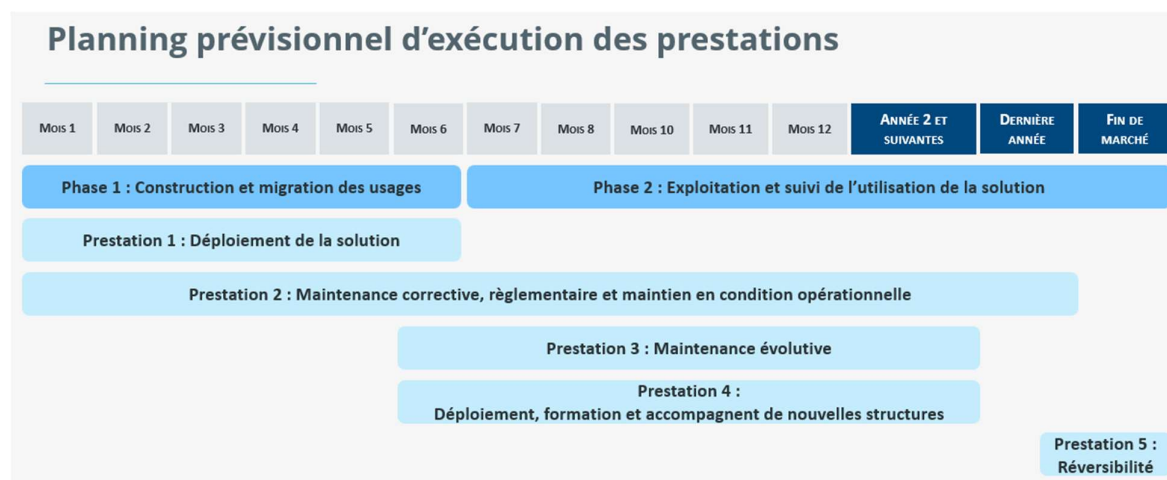 Planning prévisionnel d’exécution des prestations
Mois 1 Mois 2 Mois 3 Mois 4 Mois 5 Mois 6 Mois 7 Mois 8 Mois 10 Mois 11 Mois 12 Année 2 et suivantes Dernière année Fin de marché
Phase 1 : Construction et migration des usages
Phase 2 : Exploitation et suivi de l’utilisation de la solution
Prestation 1 : Déploiement de la solution
Prestation 2 : Maintenance corrective, règlementaire et maintien en condition opérationnelle
Prestation 3 : Maintenance évolutive
Prestation 4 :
Déploiement, formation et accompagnent de nouvelles structures
Prestation 5 :
Réversibilité